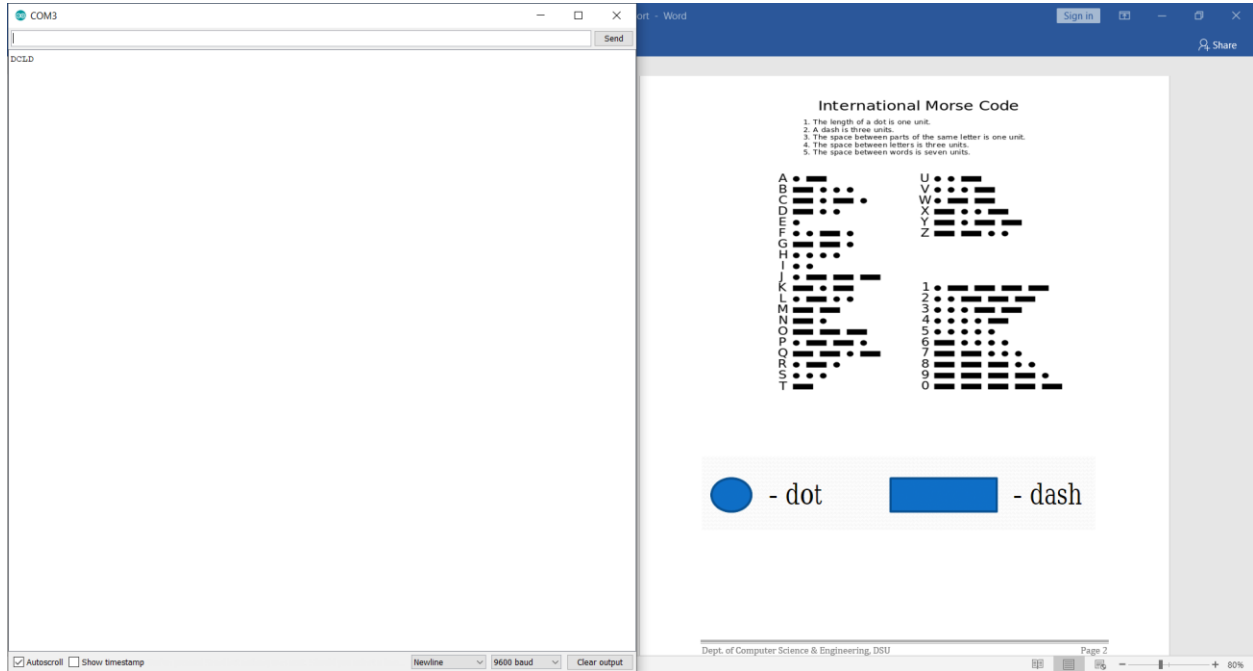 COM3
Send
DCLD
Autoscroll
Show timestamp
Newline
9600 baud
Clear output
ort - Word
Sign in
Share
International Morse Code
1. The length of a dot is one unit.
2. A dash is three units.
3. The space between parts of the same letter is one unit.
4. The space between letters is three units.
5. The space between words is seven units.
A
B
C
D
E
F
G
H
I
J
K
L
M
N
O
P
Q
R
S
T
U
V
W
X
Y
Z
1
2
3
4
5
6
7
8
9
0
- dot
- dash
Dept. of Computer Science & Engineering, DSU
Page 2
80%